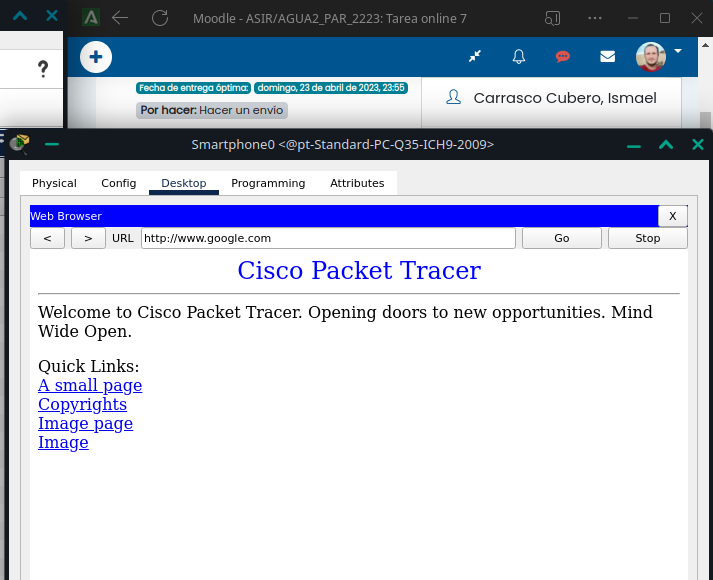 Moodle - ASIR/AGUA2_PAR_2223: Tarea online 7
?
Fecha de entrega óptima: domingo, 23 de abril de 2023, 23:55
Por hacer: Hacer un envío
Carrasco Cubero, Ismael
Smartphone0 <@pt-Standard-PC-Q35-ICH9-2009>
Physical Config Desktop Programming Attributes
Web Browser X
< > URL http://www.google.com Go Stop
Cisco Packet Tracer
Welcome to Cisco Packet Tracer. Opening doors to new opportunities. Mind
Wide Open.
Quick Links:
A small page
Copyrights
Image page
Image